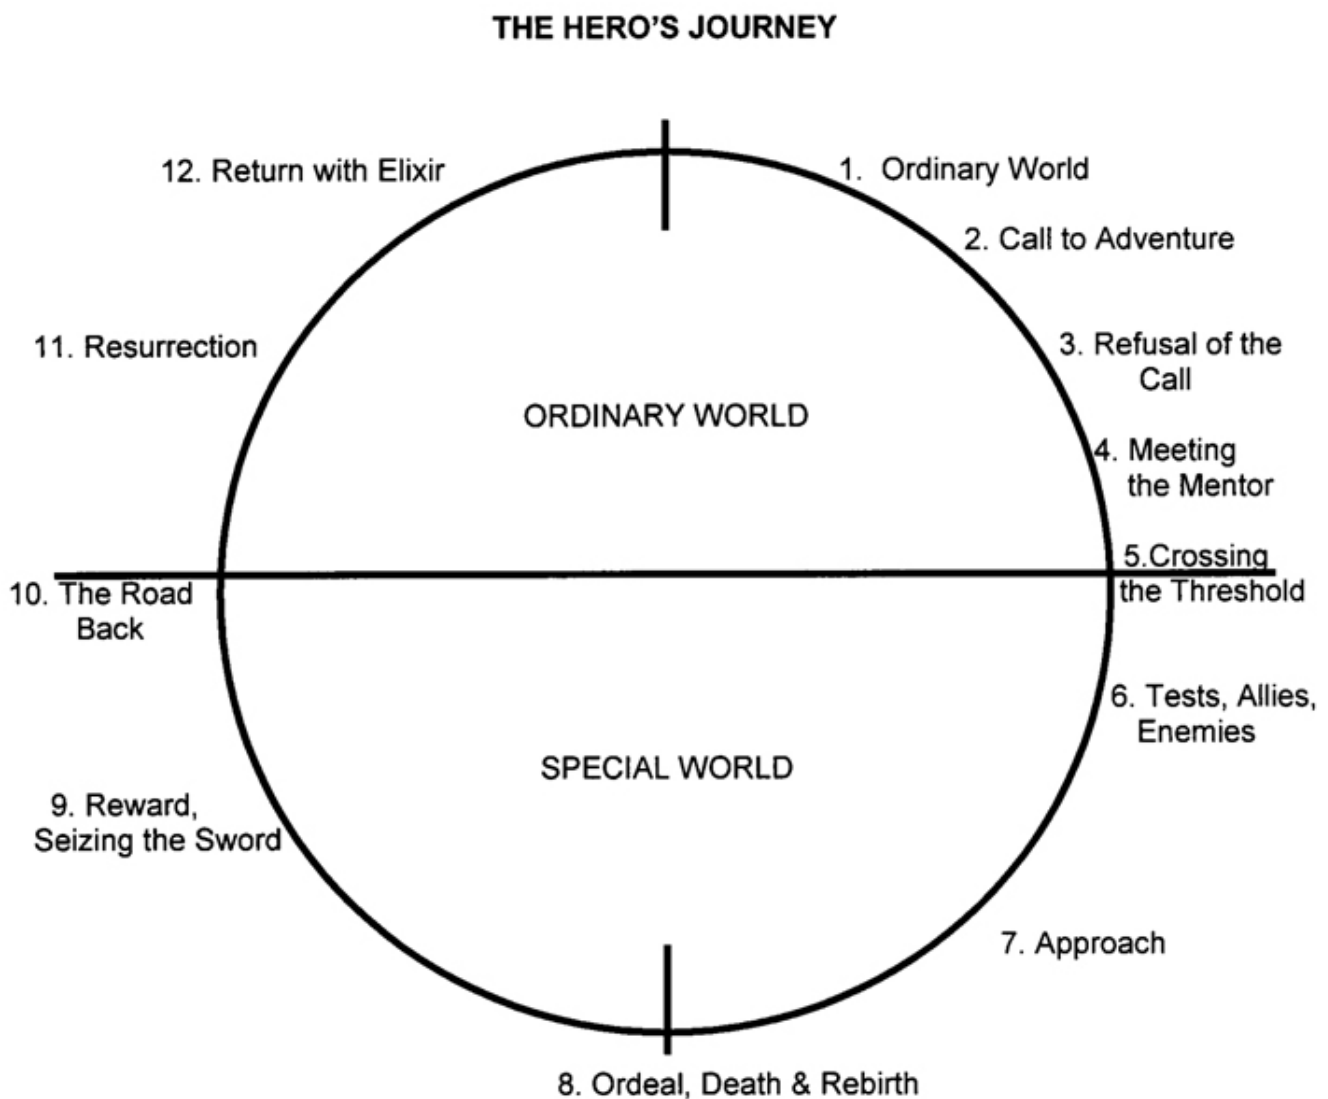 THE HERO'S JOURNEY
12. Return with Elixir
1. Ordinary World
2. Call to Adventure
11. Resurrection
3. Refusal of the
Call
ORDINARY WORLD
4. Meeting
the Mentor
5.Crossing
the Threshold
10. The Road
Back
6. Tests, Allies,
Enemies
SPECIAL WORLD
9. Reward,
Seizing the Sword
7. Approach
8. Ordeal, Death & Rebirth